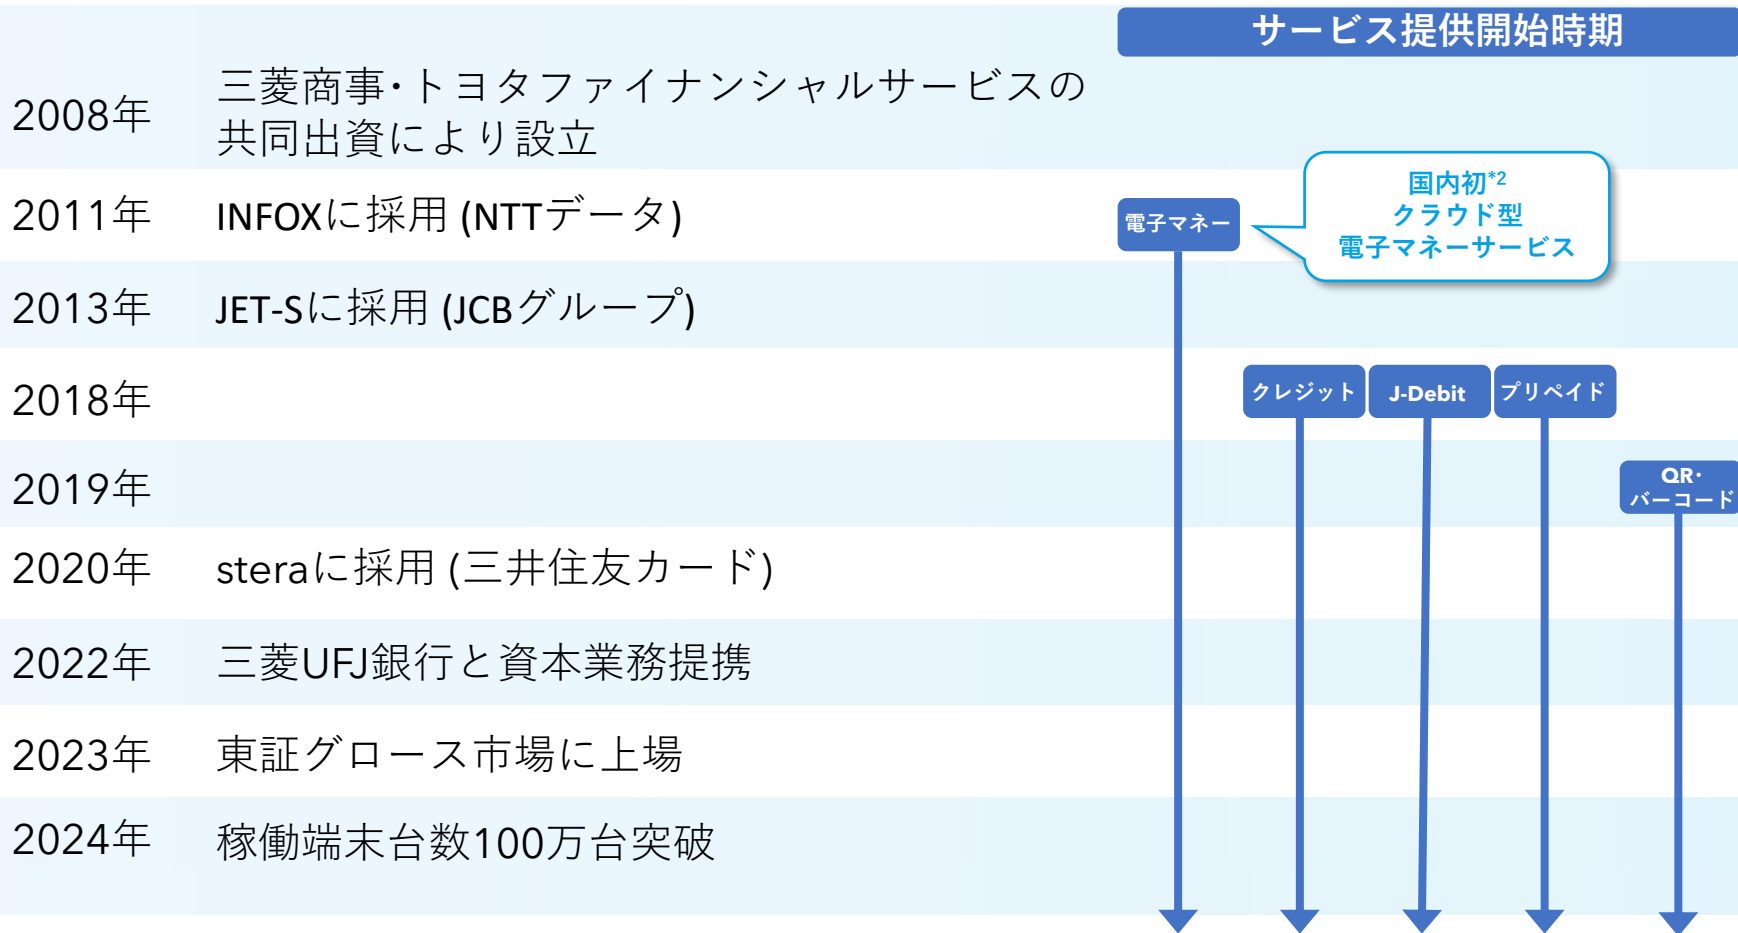 サービス提供開始時期
2008年
三菱商事・トヨタファイナンシャルサービスの
共同出資により設立
2011年
INFOXに採用 (NTTデータ)
電子マネー
国内初*2
クラウド型
電子マネーサービス
2013年
JET-Sに採用 (JCBグループ)
2018年
クレジット
J-Debit
プリペイド
2019年
QR・
バーコード
2020年
steraに採用 (三井住友カード)
2022年
三菱UFJ銀行と資本業務提携
2023年
東証グロース市場に上場
2024年
稼働端末台数100万台突破